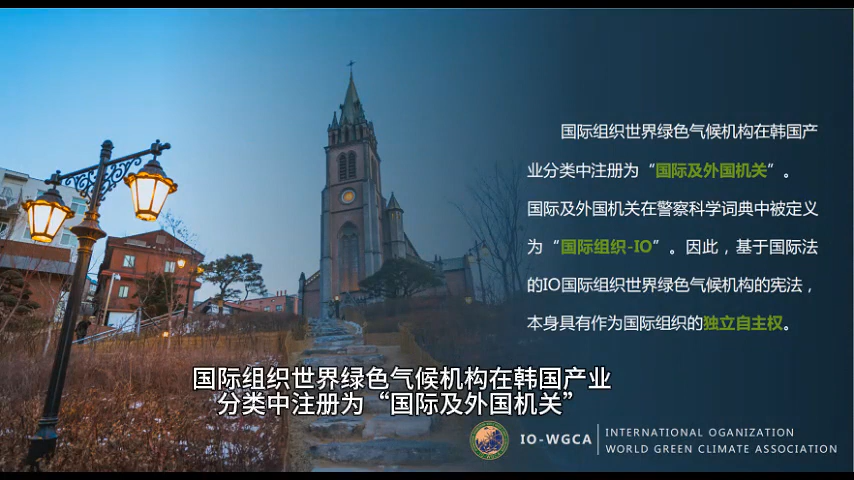 国际组织世界绿色气候机构在韩国产
业分类中注册为“国际及外国机关”。
国际及外国机关在警察科学词典中被定义
为“国际组织-IO”。因此，基于国际法
的IO国际组织世界绿色气候机构的宪法，
本身具有作为国际组织的独立自主权。
国际组织世界绿色气候机构在韩国产业
分类中注册为“国际及外国机关”
IO-WGCA
INTERNATIONAL OGANIZATION
WORLD GREEN CLIMATE ASSOCIATION